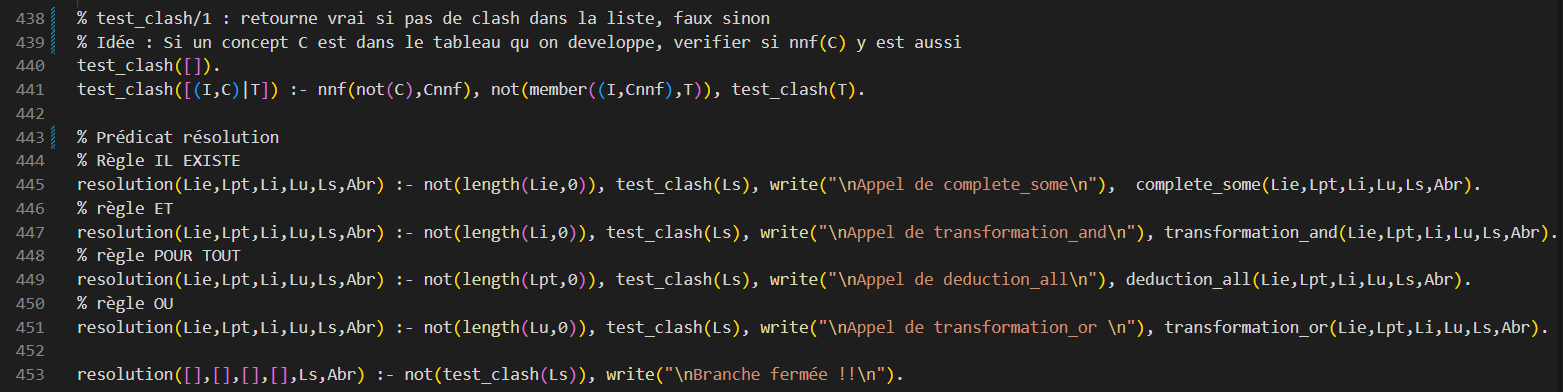 438 % test_clash/1 : retourne vrai si pas de clash dans la liste, faux sinon
439 % Idée : Si un concept C est dans le tableau qu on developpe, verifier si nnf(C) y est aussi
440 test_clash([]).
441 test_clash([(I,C)|T]) :- nnf(not(C),Cnnf), not(member((I,Cnnf),T)), test_clash(T).
442
443 % Prédicat résolution
444 % Règle IL EXISTE
445 resolution(Lie,Lpt,Li,Lu,Ls,Abr) :- not(length(Lie,0)), test_clash(Ls), write("\nAppel de complete_some\n"),  complete_some(Lie,Lpt,Li,Lu,Ls,Abr).
446 % règle ET
447 resolution(Lie,Lpt,Li,Lu,Ls,Abr) :- not(length(Li,0)), test_clash(Ls), write("\nAppel de transformation_and\n"), transformation_and(Lie,Lpt,Li,Lu,Ls,Abr).
448 % règle POUR TOUT
449 resolution(Lie,Lpt,Li,Lu,Ls,Abr) :- not(length(Lpt,0)), test_clash(Ls), write("\nAppel de deduction_all\n"), deduction_all(Lie,Lpt,Li,Lu,Ls,Abr).
450 % règle OU
451 resolution(Lie,Lpt,Li,Lu,Ls,Abr) :- not(length(Lu,0)), test_clash(Ls), write("\nAppel de transformation_or \n"), transformation_or(Lie,Lpt,Li,Lu,Ls,Abr).
452
453 resolution([],[],[],[],Ls,Abr) :- not(test_clash(Ls)), write("\nBranche fermée !!\n").